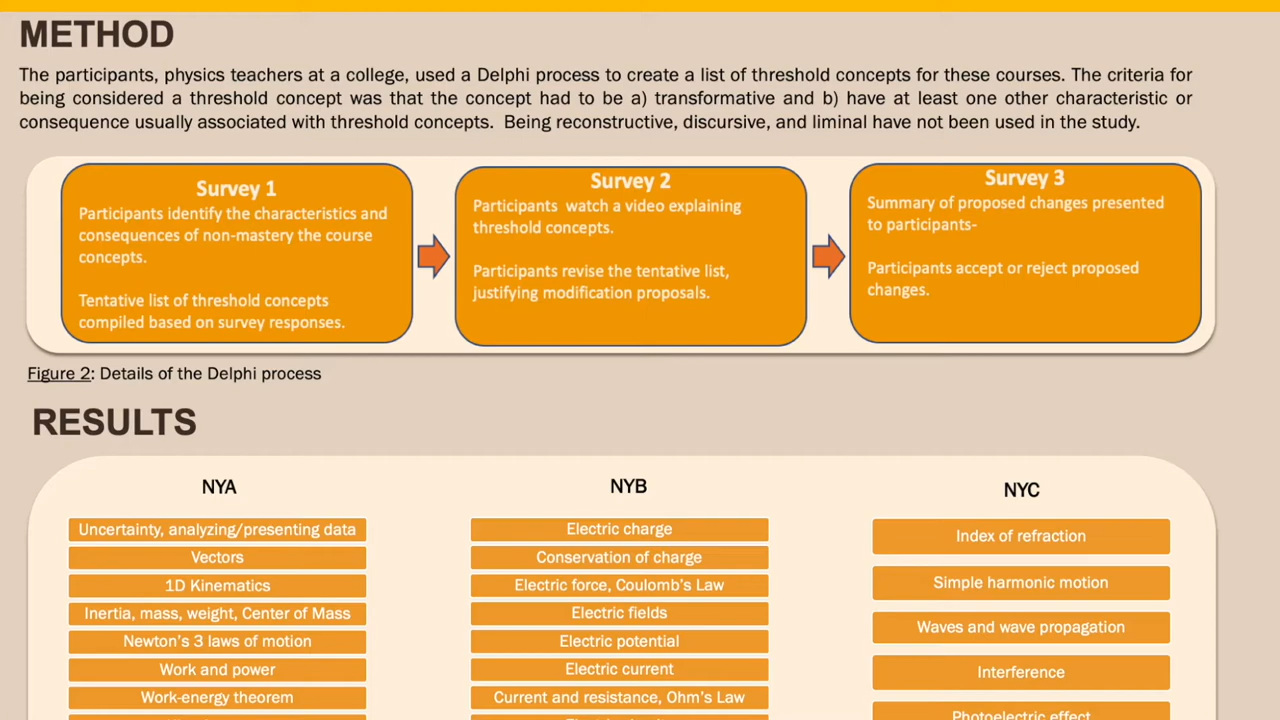 METHOD
The participants, physics teachers at a college, used a Delphi process to create a list of threshold concepts for these courses. The criteria for
being considered a threshold concept was that the concept had to be a) transformative and b) have at least one other characteristic or
consequence usually associated with threshold concepts. Being reconstructive, discursive, and liminal have not been used in the study.
Survey 1
Participants identify the characteristics and
consequences of non-mastery the course
concepts.
Tentative list of threshold concepts
compiled based on survey responses.
Survey 2
Participants watch a video explaining
threshold concepts.
Participants revise the tentative list,
justifying modification proposals.
Survey 3
Summary of proposed changes presented
to participants-
Participants accept or reject proposed
changes.
Figure 2: Details of the Delphi process
RESULTS
NYA
Uncertainty, analyzing/presenting data
Vectors
1D Kinematics
Inertia, mass, weight, Center of Mass
Newton's 3 laws of motion
Work and power
Work-energy theorem
NYB
Electric charge
Conservation of charge
Electric force, Coulomb's Law
Electric fields
Electric potential
Electric current
Current and resistance, Ohm's Law
NYC
Index of refraction
Simple harmonic motion
Waves and wave propagation
Interference
Photoelectric effect